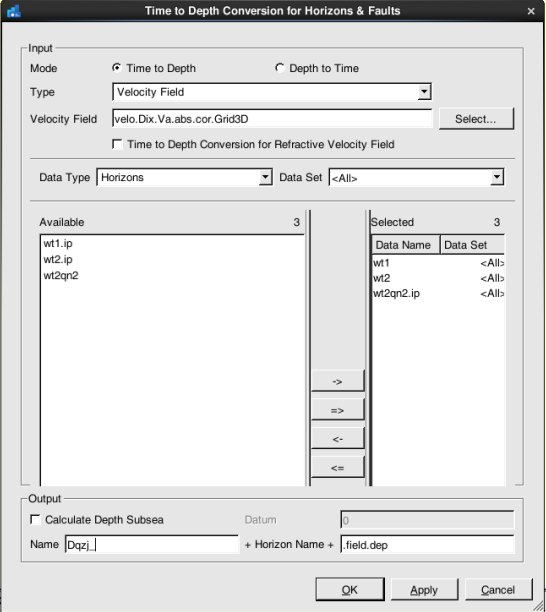 Time to Depth Conversion for Horizons & Faults ×
Input
Mode Time to Depth Depth to Time
Type Velocity Field
Velocity Field velo.Dix.Va.abs.cor.Grid3D Select...
Time to Depth Conversion for Refractive Velocity Field
Data Type Horizons Data Set <All>
Available 3 Selected 3
Data Name Data Set
wt1.ip
wt2.ip
wt2qn2
wt1 <All>
wt2 <All>
wt2qn2.ip <All>
->
=>
<-
<=
Output
Calculate Depth Subsea Datum 0
Name Dqzj_ + Horizon Name + .field.dep
OK Apply Cancel